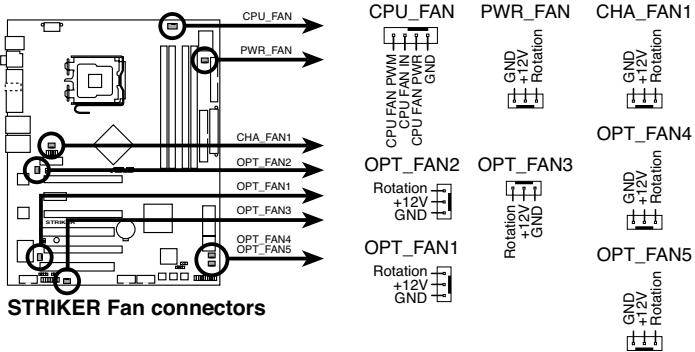 CPU_FAN
PWR_FAN
CHA_FAN1
OPT_FAN2
OPT_FAN1
OPT_FAN3
OPT_FAN4
OPT_FAN5
STRIKER
STRIKER Fan connectors
CPU_FAN
CPU FAN PWM
CPU FAN IN
CPU FAN PWR
GND
PWR_FAN
GND
+12V
Rotation
CHA_FAN1
GND
+12V
Rotation
OPT_FAN2
Rotation
+12V
GND
OPT_FAN3
Rotation
+12V
GND
OPT_FAN4
GND
+12V
Rotation
OPT_FAN1
Rotation
+12V
GND
OPT_FAN5
GND
+12V
Rotation